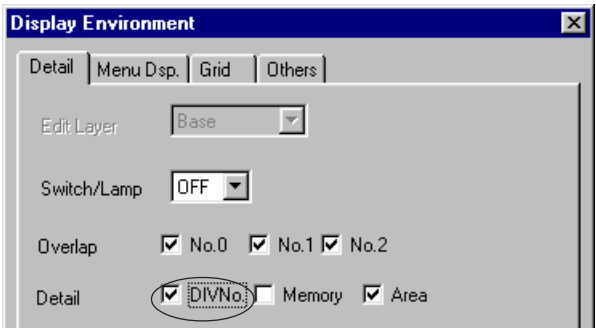 Display Environment
Detail Menu Dsp. Grid Others
Edit Layer Base
Switch/Lamp OFF
Overlap No.0 No.1 No.2
Detail DIVNo. Memory Area